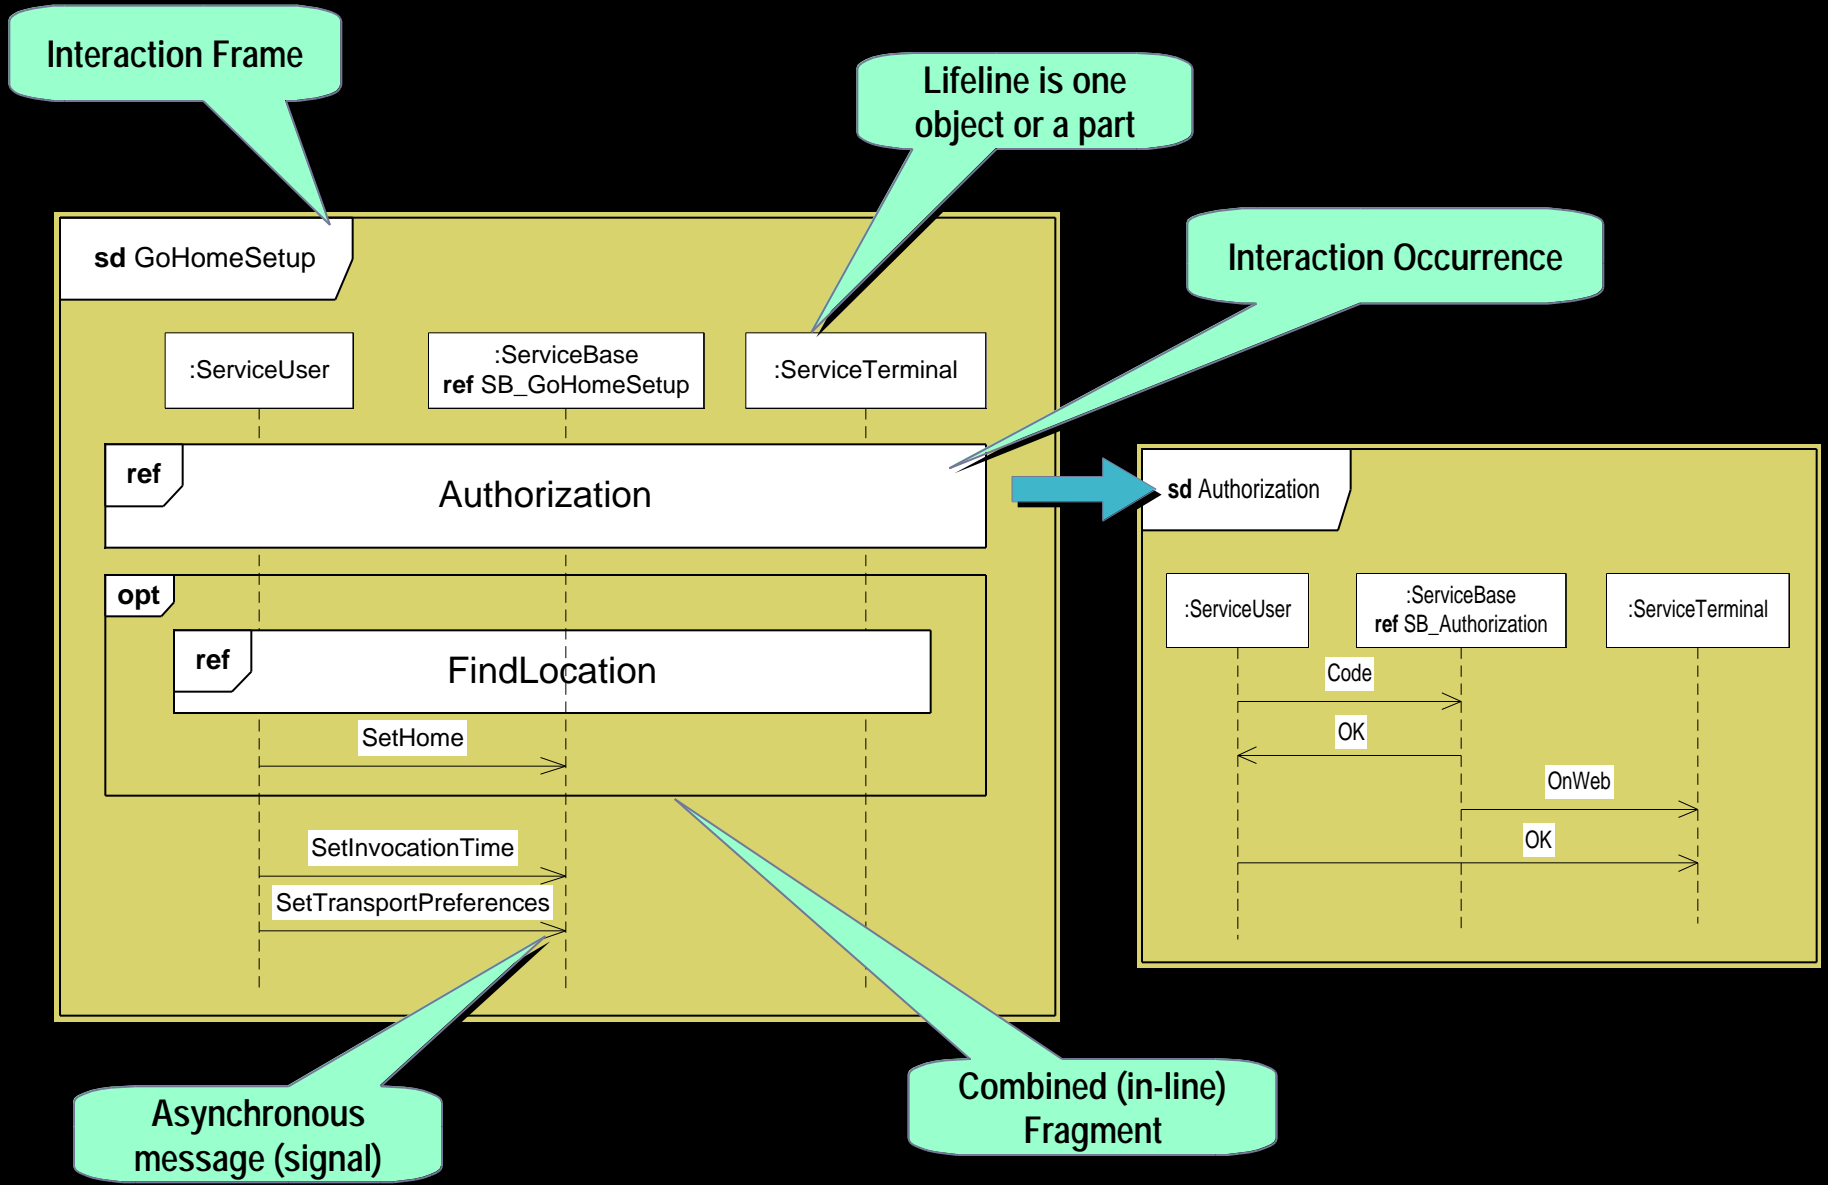 Interaction Frame
Lifeline is one
object or a part
Interaction Occurrence
sd GoHomeSetup
:ServiceUser
:ServiceBase
ref SB_GoHomeSetup
:ServiceTerminal
ref
Authorization
opt
ref
FindLocation
SetHome
SetInvocationTime
SetTransportPreferences
sd Authorization
:ServiceUser
:ServiceBase
ref SB_Authorization
:ServiceTerminal
Code
OK
OnWeb
OK
Asynchronous
message (signal)
Combined (in-line)
Fragment